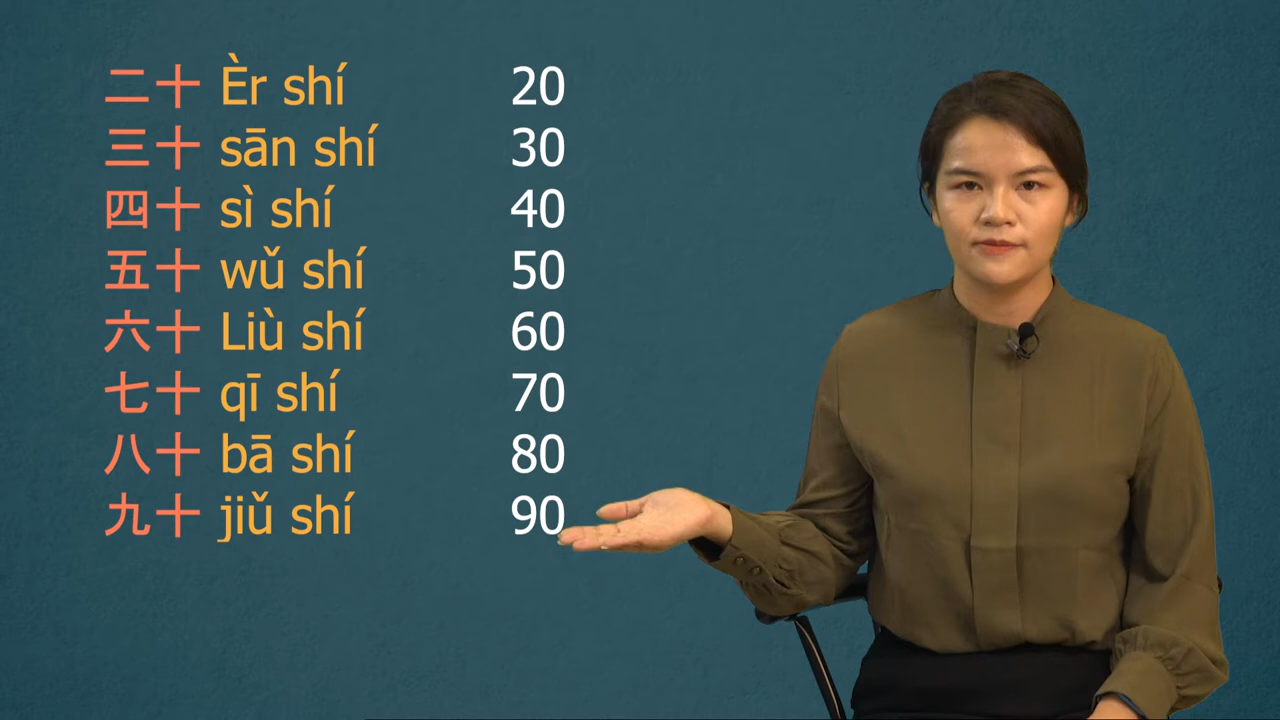 二十 Èr shí 20
三十 sān shí 30
四十 sì shí 40
五十 wǔ shí 50
六十 Liù shí 60
七十 qī shí 70
八十 bā shí 80
九十 jiǔ shí 90